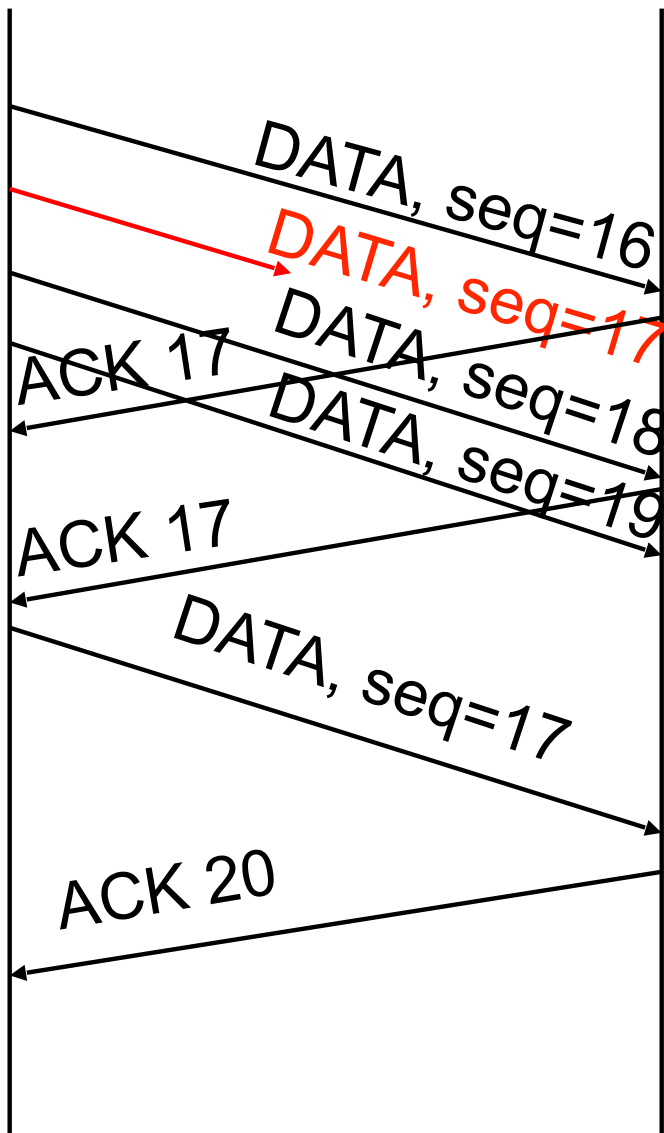 DATA, seq=16
DATA, seq=17
DATA, seq=18
ACK 17
DATA, seq=19
ACK 17
DATA, seq=17
ACK 20